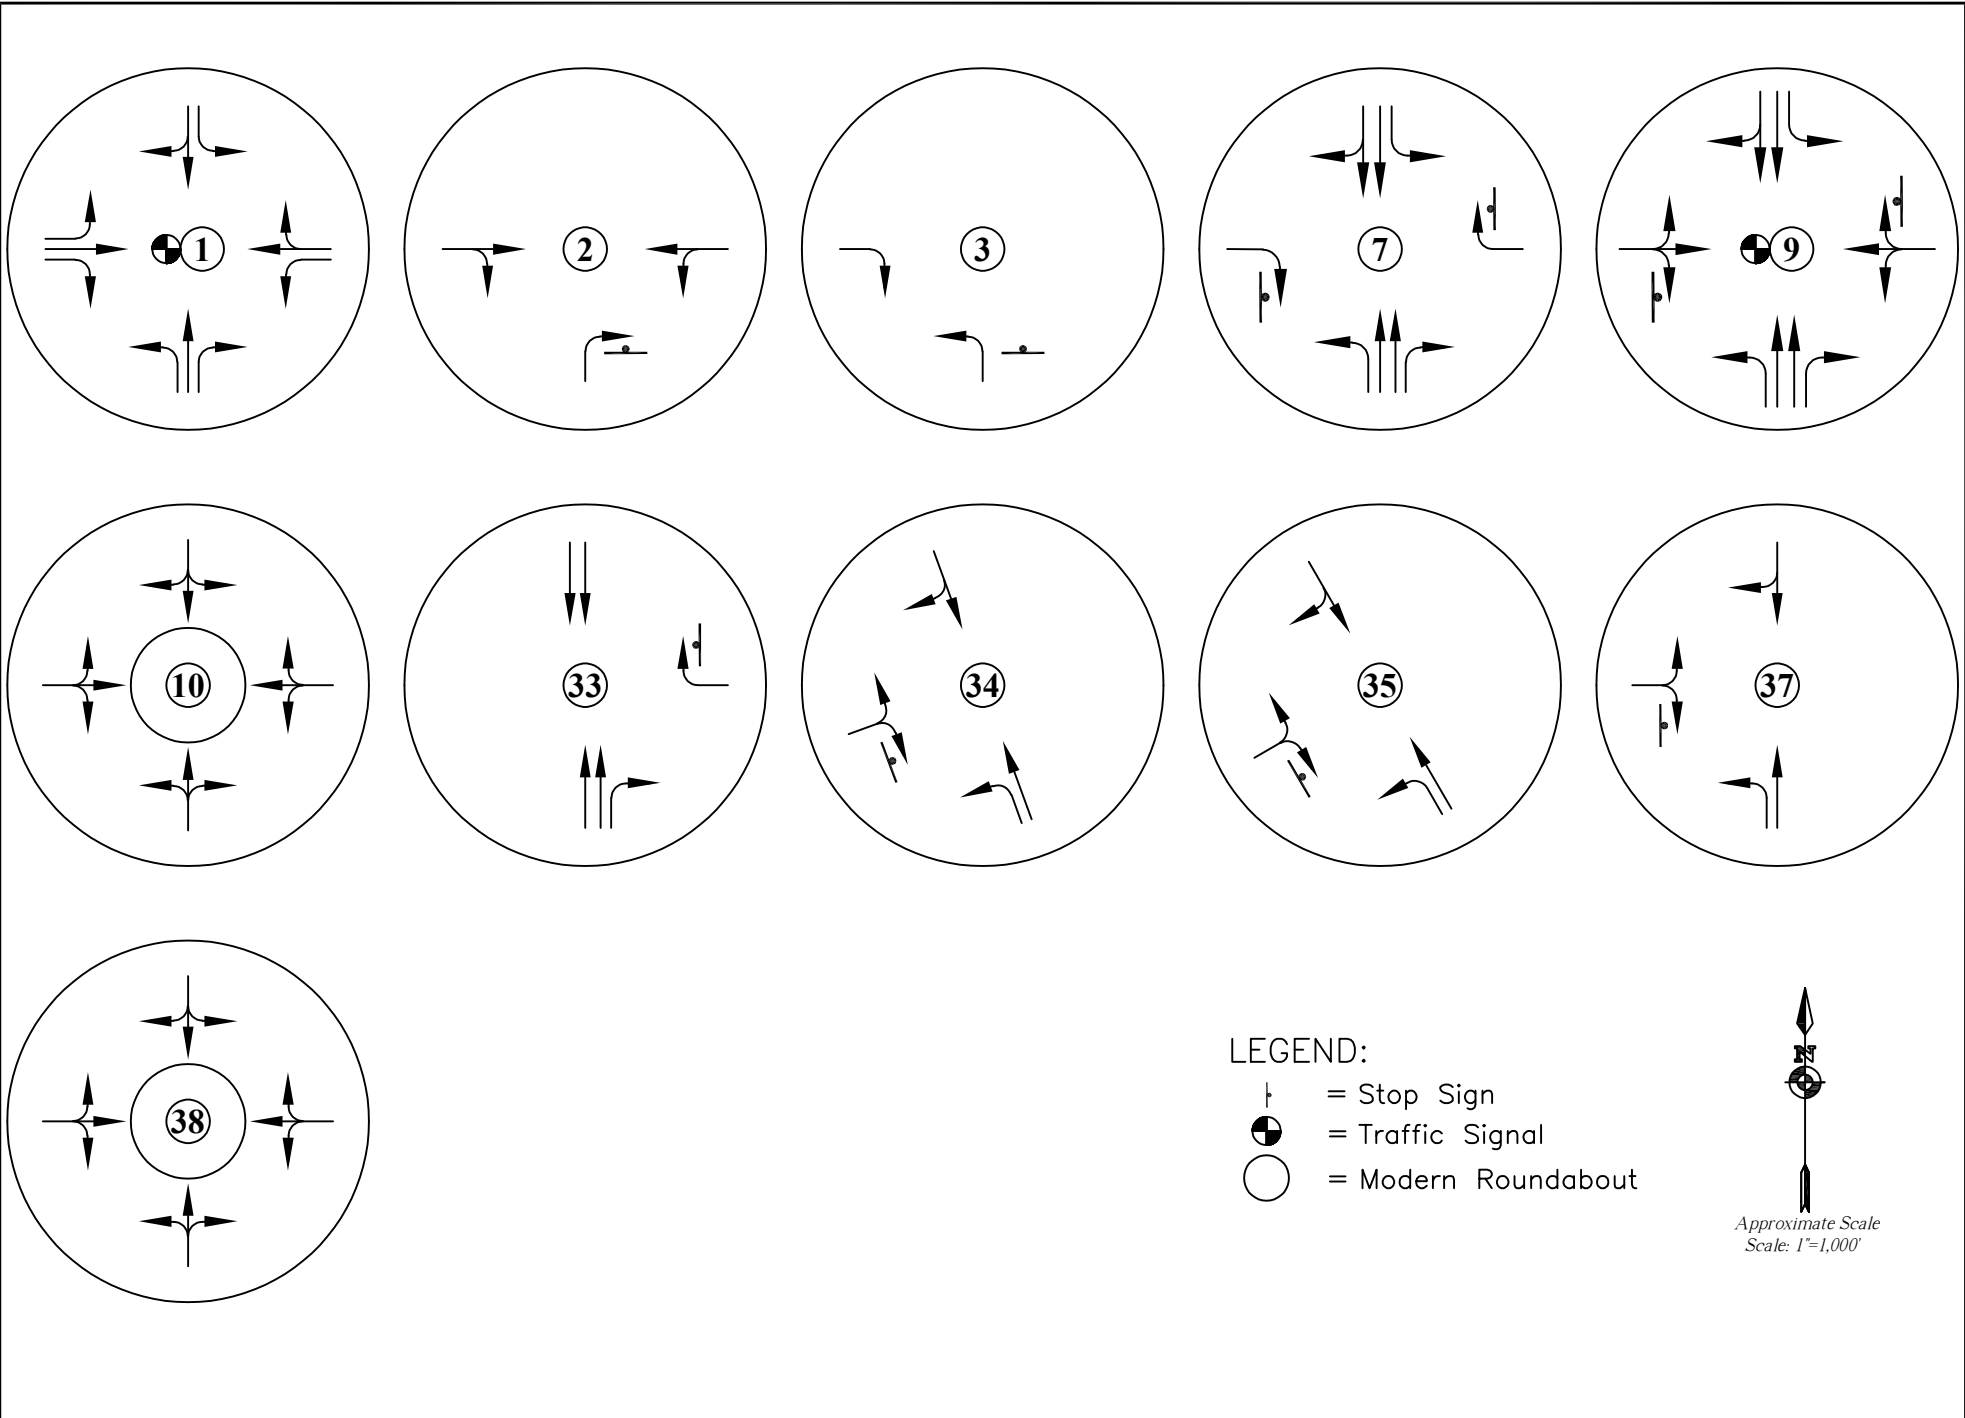 1
2
3
7
9
10
33
34
35
37
38
LEGEND:
= Stop Sign
= Traffic Signal
= Modern Roundabout
N
Approximate Scale
Scale: 1"=1,000'